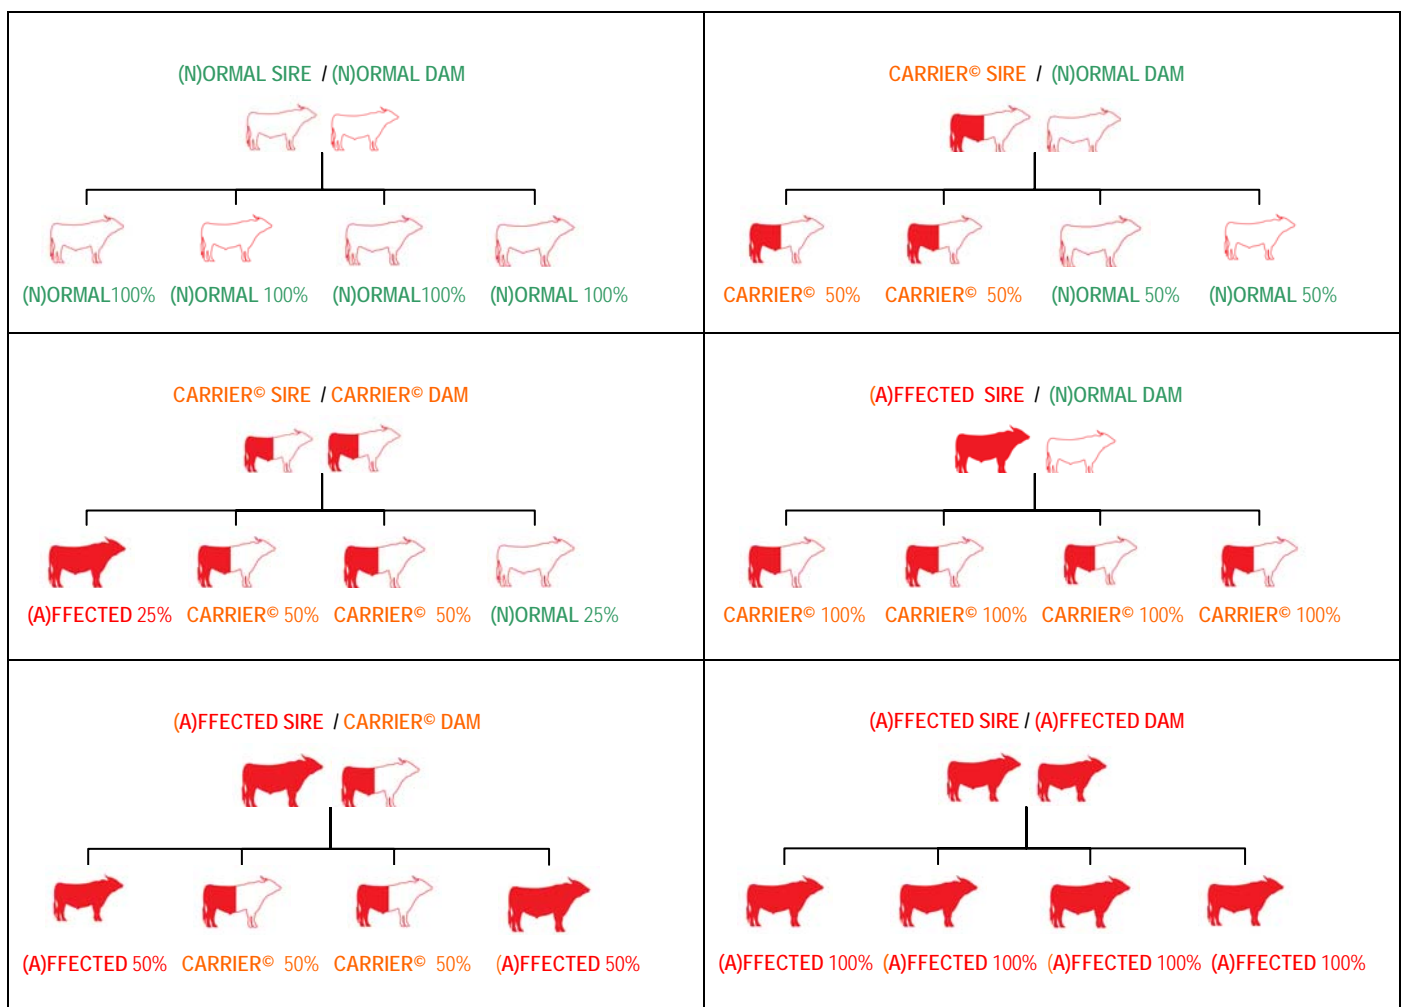 (N)ORMAL SIRE / (N)ORMAL DAM
(N)ORMAL100% (N)ORMAL 100% (N)ORMAL100% (N)ORMAL 100%
CARRIER© SIRE / (N)ORMAL DAM
CARRIER© 50% CARRIER© 50% (N)ORMAL 50% (N)ORMAL 50%
CARRIER© SIRE / CARRIER© DAM
(A)FFECTED 25% CARRIER© 50% CARRIER© 50% (N)ORMAL 25%
(A)FFECTED SIRE / (N)ORMAL DAM
CARRIER© 100% CARRIER© 100% CARRIER© 100% CARRIER© 100%
(A)FFECTED SIRE / CARRIER© DAM
(A)FFECTED 50% CARRIER© 50% CARRIER© 50% (A)FFECTED 50%
(A)FFECTED SIRE / (A)FFECTED DAM
(A)FFECTED 100% (A)FFECTED 100% (A)FFECTED 100% (A)FFECTED 100%